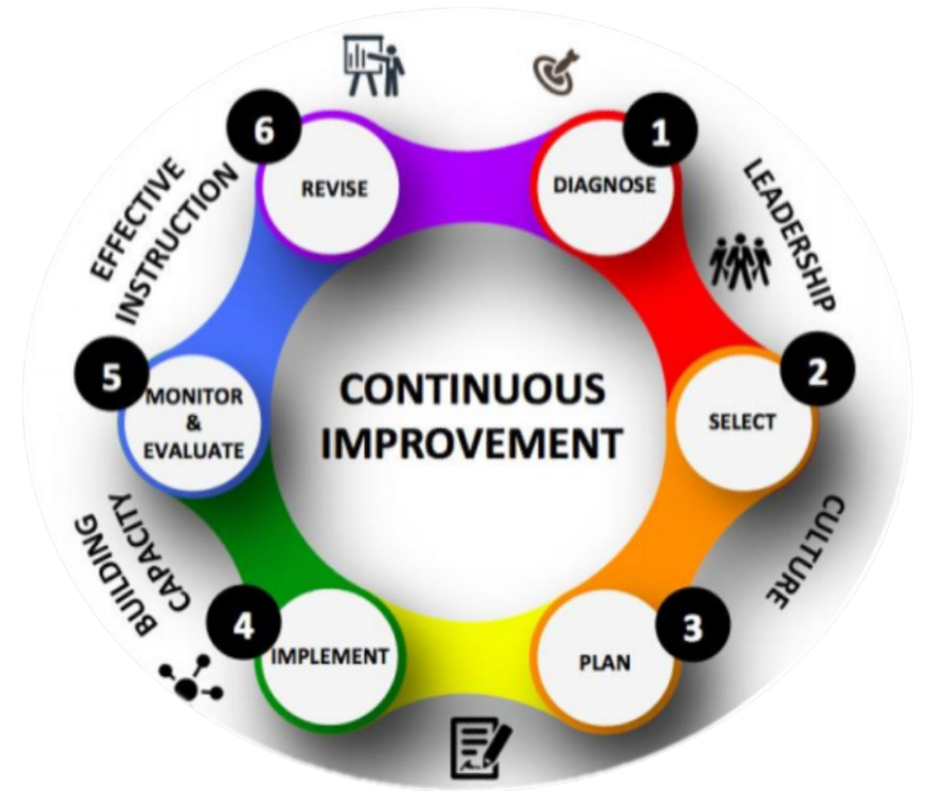 1
DIAGNOSE
LEADERSHIP
2
SELECT
CULTURE
3
PLAN
4
IMPLEMENT
BUILDING
CAPACITY
5
MONITOR
&
EVALUATE
EFFECTIVE
INSTRUCTION
6
REVISE
CONTINUOUS
IMPROVEMENT